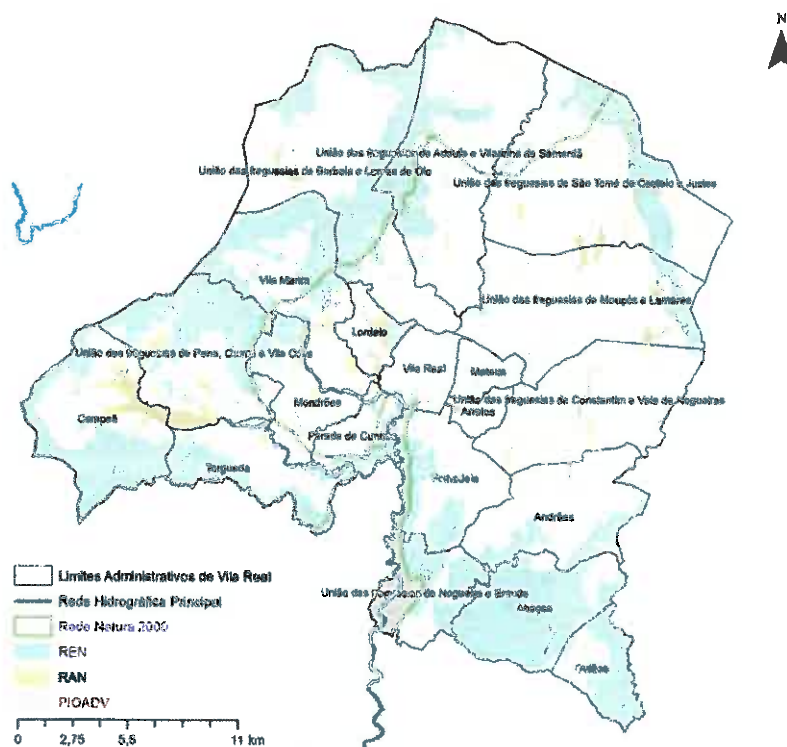 N
União das freguesias de Adoufe e Vilarinho de Samardã
União das freguesias de Borbela e Lamas de Olo
União das freguesias de São Tomé do Castelo e Justes
Vila Marim
União das freguesias de Mouçós e Lamares
Lordelo
União das freguesias de Pena, Quintã e Vila Cova
Vila Real
Mateus
Mondrões
União das freguesias de Constantim e Vale de Nogueiras
Campeã
Arroios
Parada de Cunhos
Torgueda
Folhadela
Andrães
Limites Administrativos de Vila Real
União das freguesias de Nogueira e Ermida
Rede Hidrográfica Principal
Abaças
Rede Natura 2000
REN
Guiães
RAN
PIOADV
0 2,75 5,5 11 km